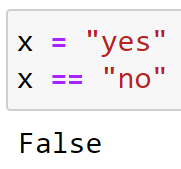 x = "yes"
x == "no"
False